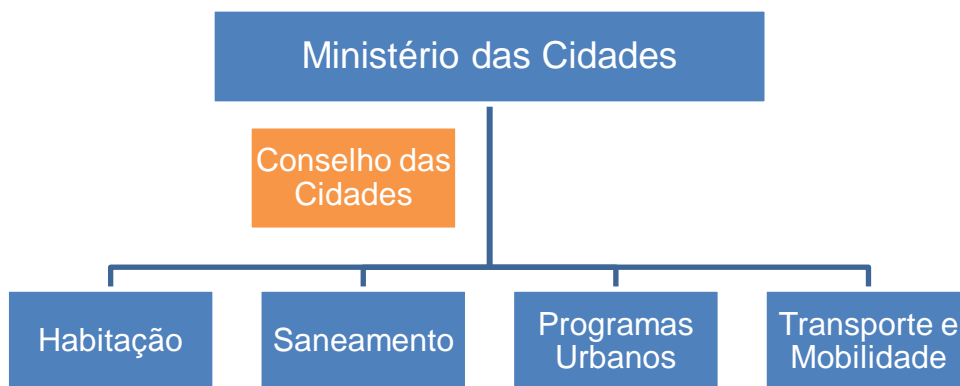 Ministério das Cidades
Conselho das
Cidades
Habitação
Saneamento
Programas
Urbanos
Transporte e
Mobilidade